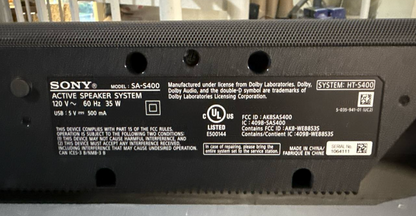 SONY MODEL: SA-S400
ACTIVE SPEAKER SYSTEM
120 V ~ 60 Hz 35 W
USB : 5 V ⎓ 500 mA
Manufactured under license from Dolby Laboratories. Dolby,
Dolby Audio, and the double-D symbol are trademarks of
Dolby Laboratories Licensing Corporation.
SYSTEM: HT-S400
THIS DEVICE COMPLIES WITH PART 15 OF THE FCC RULES.
OPERATION IS SUBJECT TO THE FOLLOWING TWO CONDITIONS:
(1) THIS DEVICE MAY NOT CAUSE HARMFUL INTERFERENCE, AND
(2) THIS DEVICE MUST ACCEPT ANY INTERFERENCE RECEIVED,
INCLUDING INTERFERENCE THAT MAY CAUSE UNDESIRED OPERATION.
CAN ICES-3 B/NMB-3 B
c UL US
LISTED
E500144
FCC ID : AK8SAS400
IC : 409B-SAS400
Contains FCC ID : AK8-WEB8535
Contains/Contient IC : 409B-WEB8535
In case of repairing, please bring the
entire system to the service station.
MADE IN CHINA/
FABRIQUÉ EN CHINE
SERIAL No.
1064111